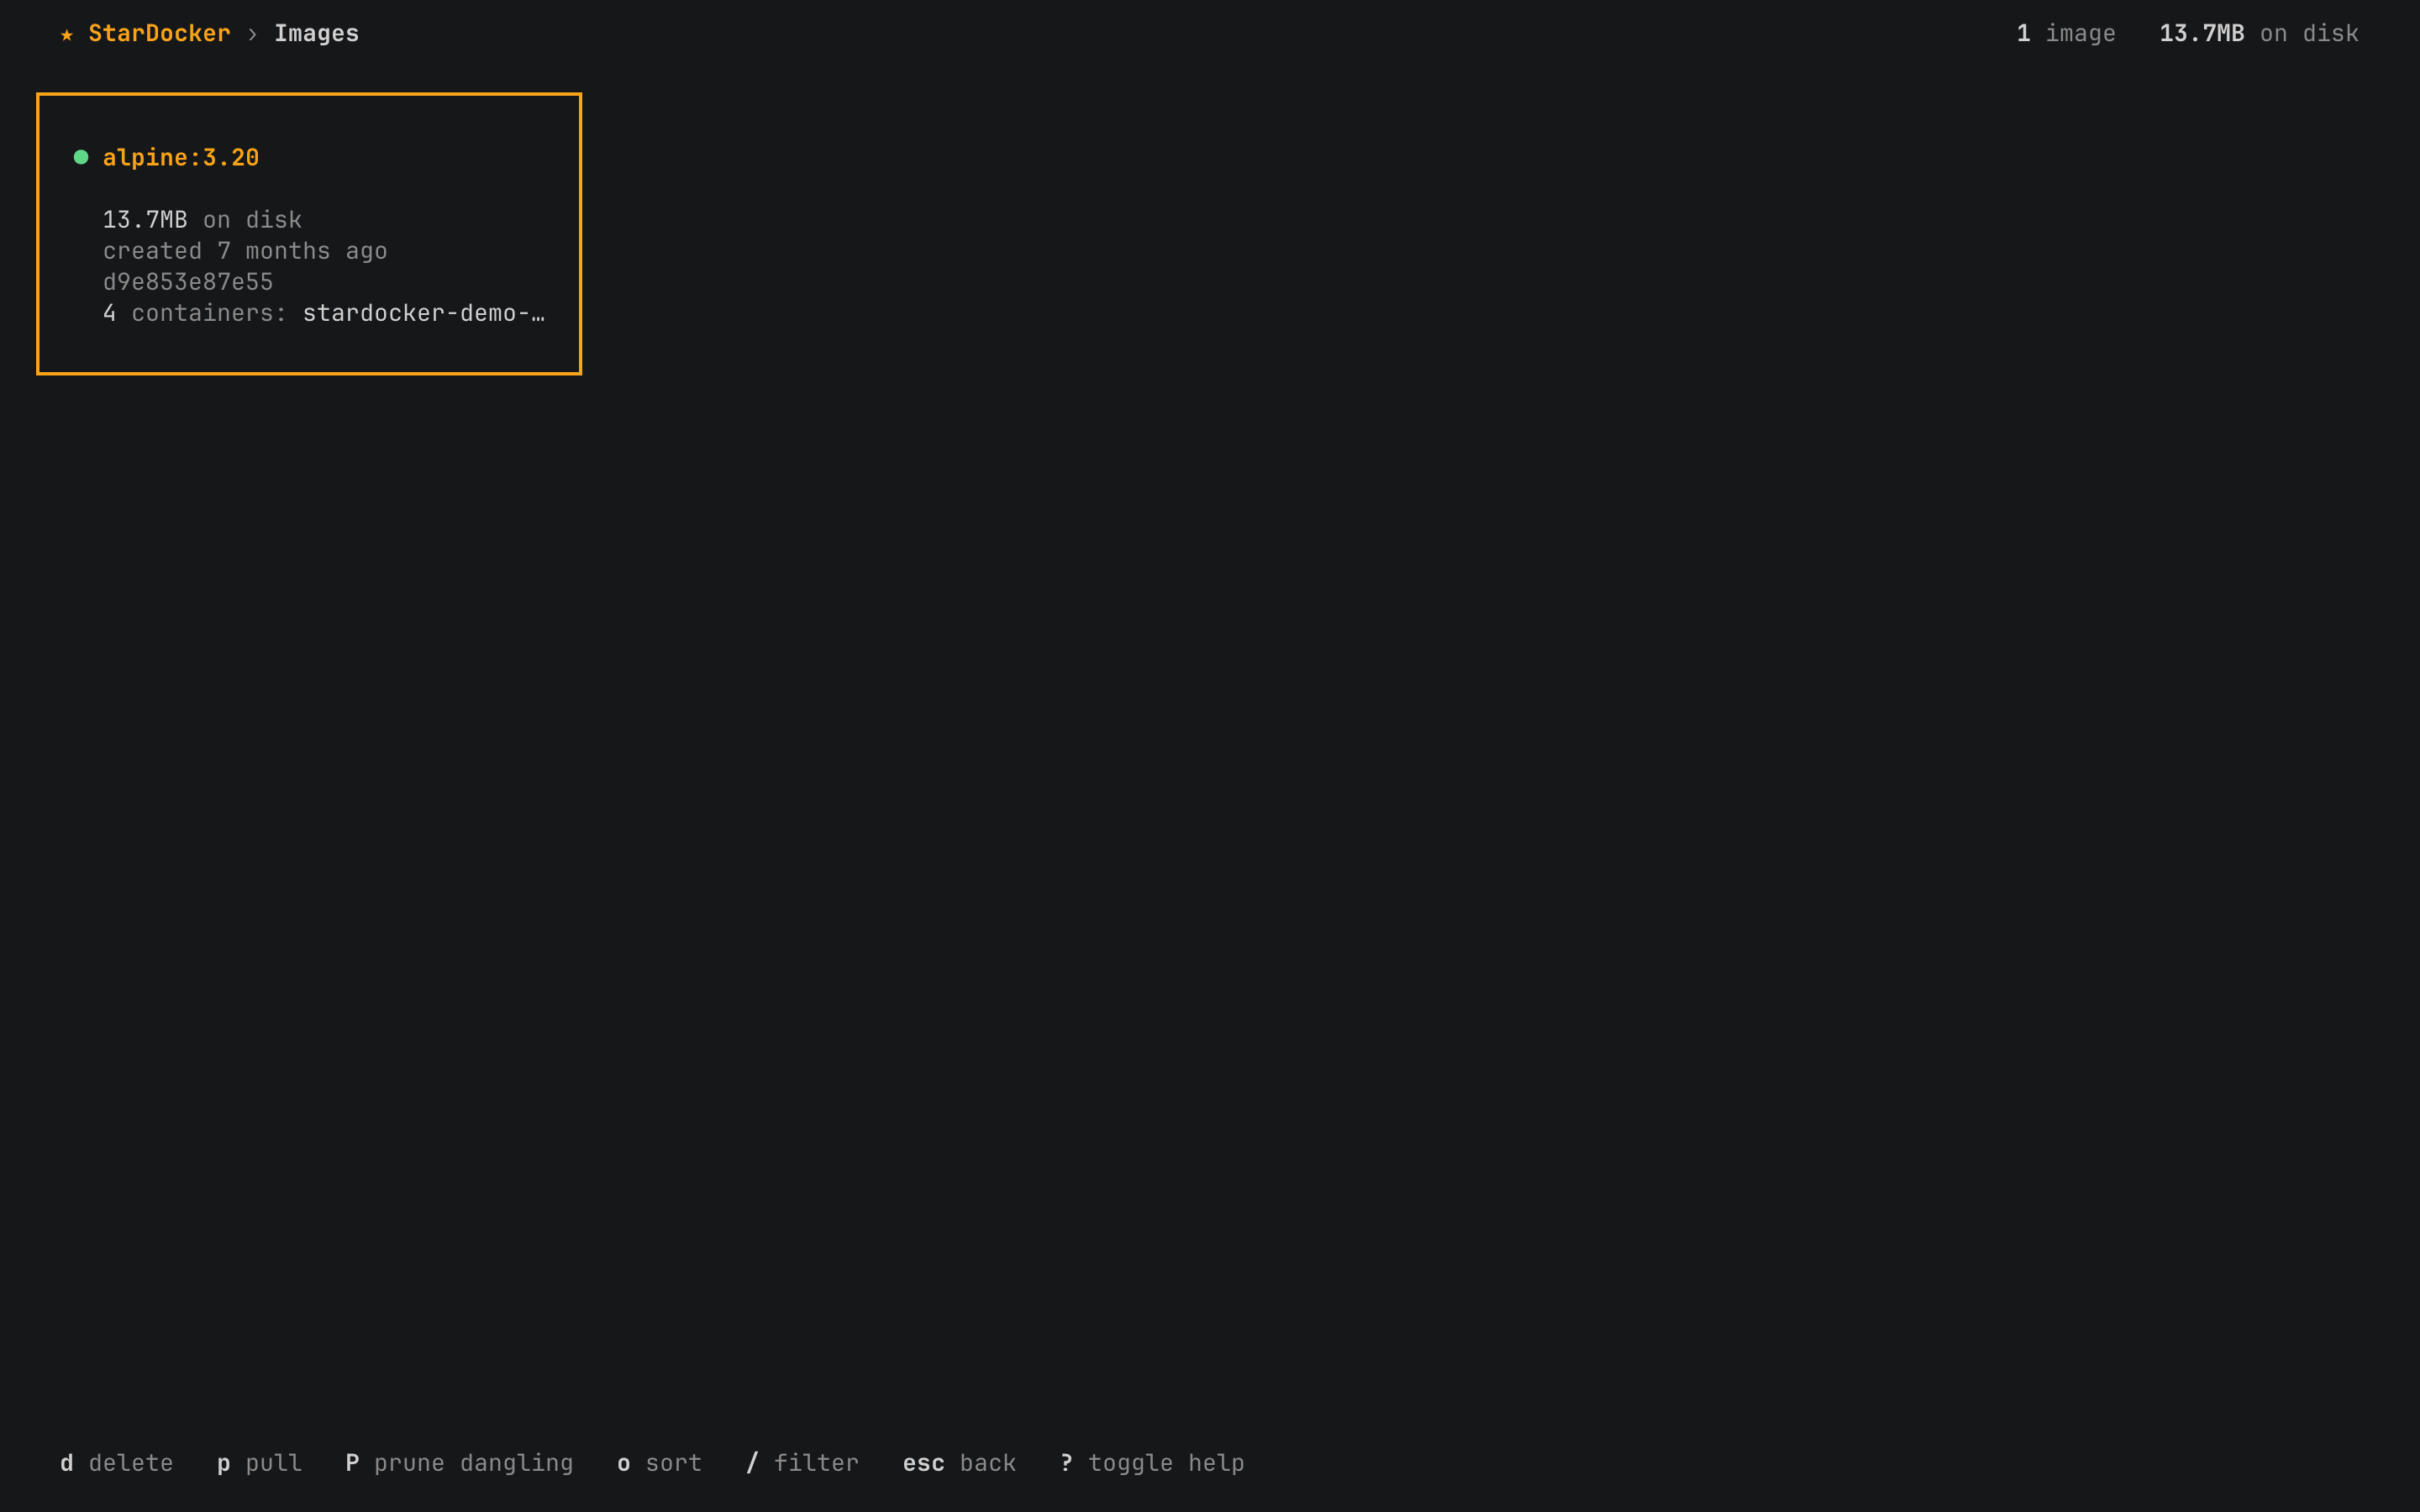 ★ StarDocker › Images 1 image 13.7MB on disk
● alpine:3.20
13.7MB on disk
created 7 months ago
d9e853e87e55
4 containers: stardocker-demo-…
d delete p pull P prune dangling o sort / filter esc back ? toggle help